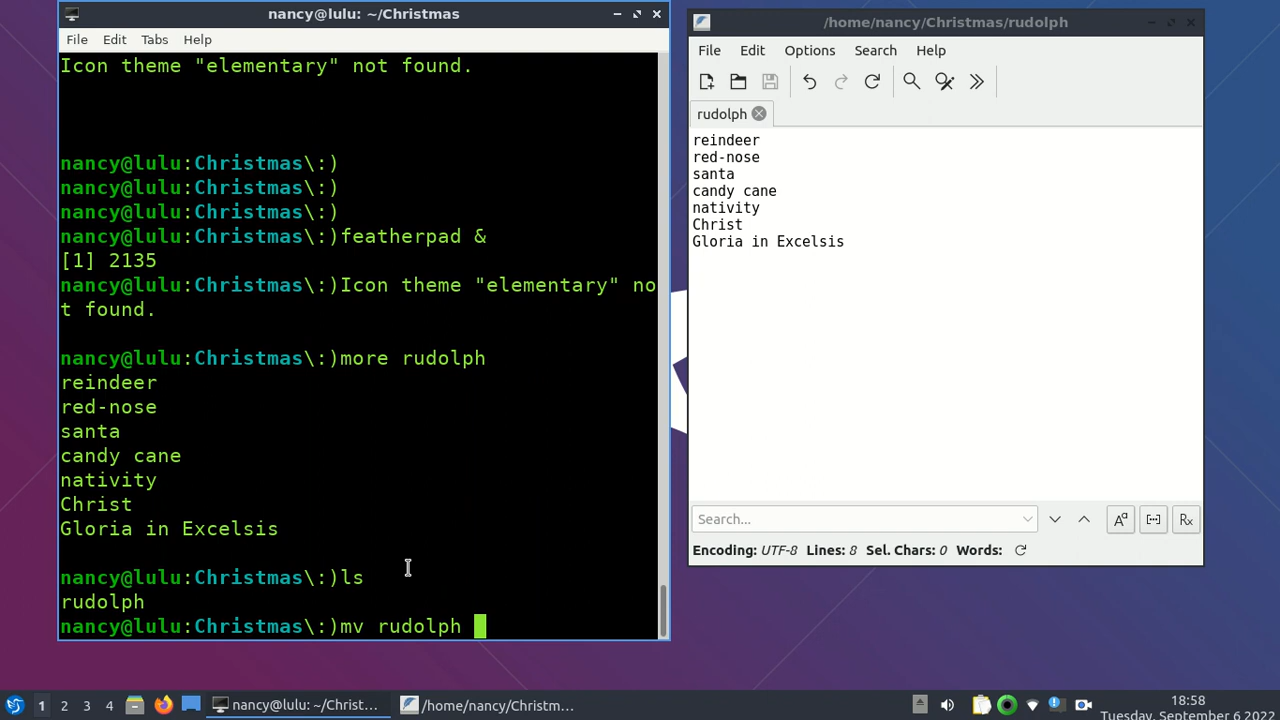 nancy@lulu: ~/Christmas
File Edit Tabs Help
Icon theme "elementary" not found.
nancy@lulu:Christmas\:)
nancy@lulu:Christmas\:)
nancy@lulu:Christmas\:)
nancy@lulu:Christmas\:)featherpad &
[1] 2135
nancy@lulu:Christmas\:)Icon theme "elementary" no
t found.
nancy@lulu:Christmas\:)more rudolph
reindeer
red-nose
santa
candy cane
nativity
Christ
Gloria in Excelsis
nancy@lulu:Christmas\:)ls
rudolph
nancy@lulu:Christmas\:)mv rudolph
/home/nancy/Christmas/rudolph
File Edit Options Search Help
rudolph
reindeer
red-nose
santa
candy cane
nativity
Christ
Gloria in Excelsis
Search...
Encoding: UTF-8 Lines: 8 Sel. Chars: 0 Words:
1 2 3 4 nancy@lulu: ~/Christ... /home/nancy/Christm...
18:58
Tuesday, September 6 2022